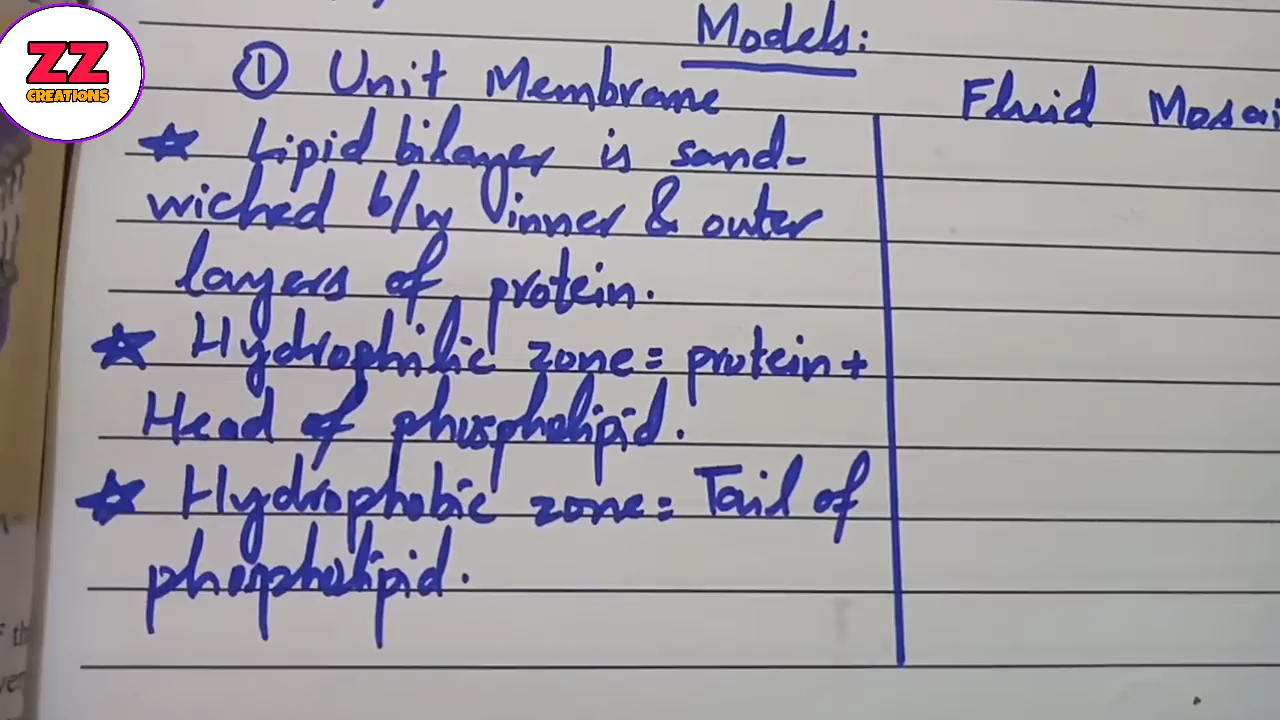 ZZ
CREATIONS
Models:
① Unit Membrane
Fluid Mosai
★ Lipid bilayer is sand-
wiched b/w inner & outer
layers of protein.
★ Hydrophilic zone = protein +
Head of phospholipid.
★ Hydrophobic zone = Tail of
phospholipid.